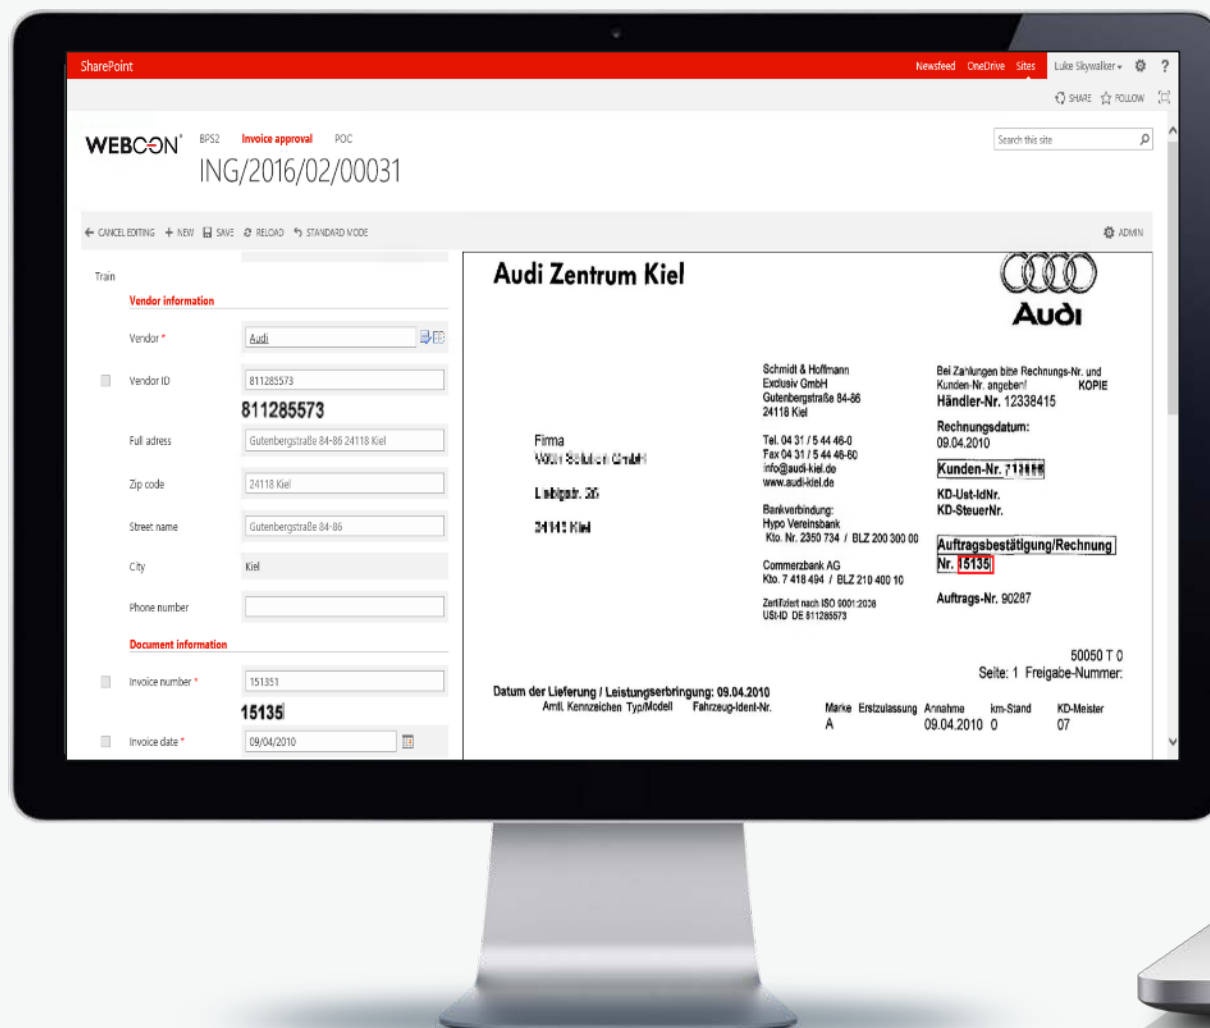 SharePoint
Newsfeed OneDrive Sites Luke Skywalker ?
SHARE FOLLOW
WEBCON BPS2 Invoice approval POC
Search this site
ING/2016/02/00031
CANCEL EDITING NEW SAVE RELOAD STANDARD MODE
ADMIN
Train
Vendor information
Vendor * Audi
Vendor ID 811285573
811285573
Full adress Gutenbergstraße 84-86 24118 Kiel
Zip code 24118 Kiel
Street name Gutenbergstraße 84-86
City Kiel
Phone number
Document information
Invoice number * 151351
15135
Invoice date * 09/04/2010
Audi Zentrum Kiel
Audi
Schmidt & Hoffmann
Exclusiv GmbH
Gutenbergstraße 84-86
24118 Kiel
Tel. 04 31 / 5 44 46-0
Fax 04 31 / 5 44 46-60
info@audi-kiel.de
www.audi-kiel.de
Bankverbindung:
Hypo Vereinsbank
Kto. Nr. 2350 734 / BLZ 200 300 00
Commerzbank AG
Kto. 7 418 494 / BLZ 210 400 10
Zertifiziert nach ISO 9001:2008
USt-ID DE 811285573
Firma
Kiel
Bei Zahlungen bitte Rechnungs-Nr. und
Kunden-Nr. angeben! KOPIE
Händler-Nr. 12338415
Rechnungsdatum:
09.04.2010
Kunden-Nr.
KD-Ust-IdNr.
KD-SteuerNr.
Auftragsbestätigung/Rechnung
Nr. 15135
Auftrags-Nr. 90287
50050 T 0
Seite: 1 Freigabe-Nummer:
Datum der Lieferung / Leistungserbringung: 09.04.2010
Amtl. Kennzeichen Typ/Modell Fahrzeug-Ident-Nr. Marke Erstzulassung Annahme km-Stand KD-Meister
A 09.04.2010 0 07